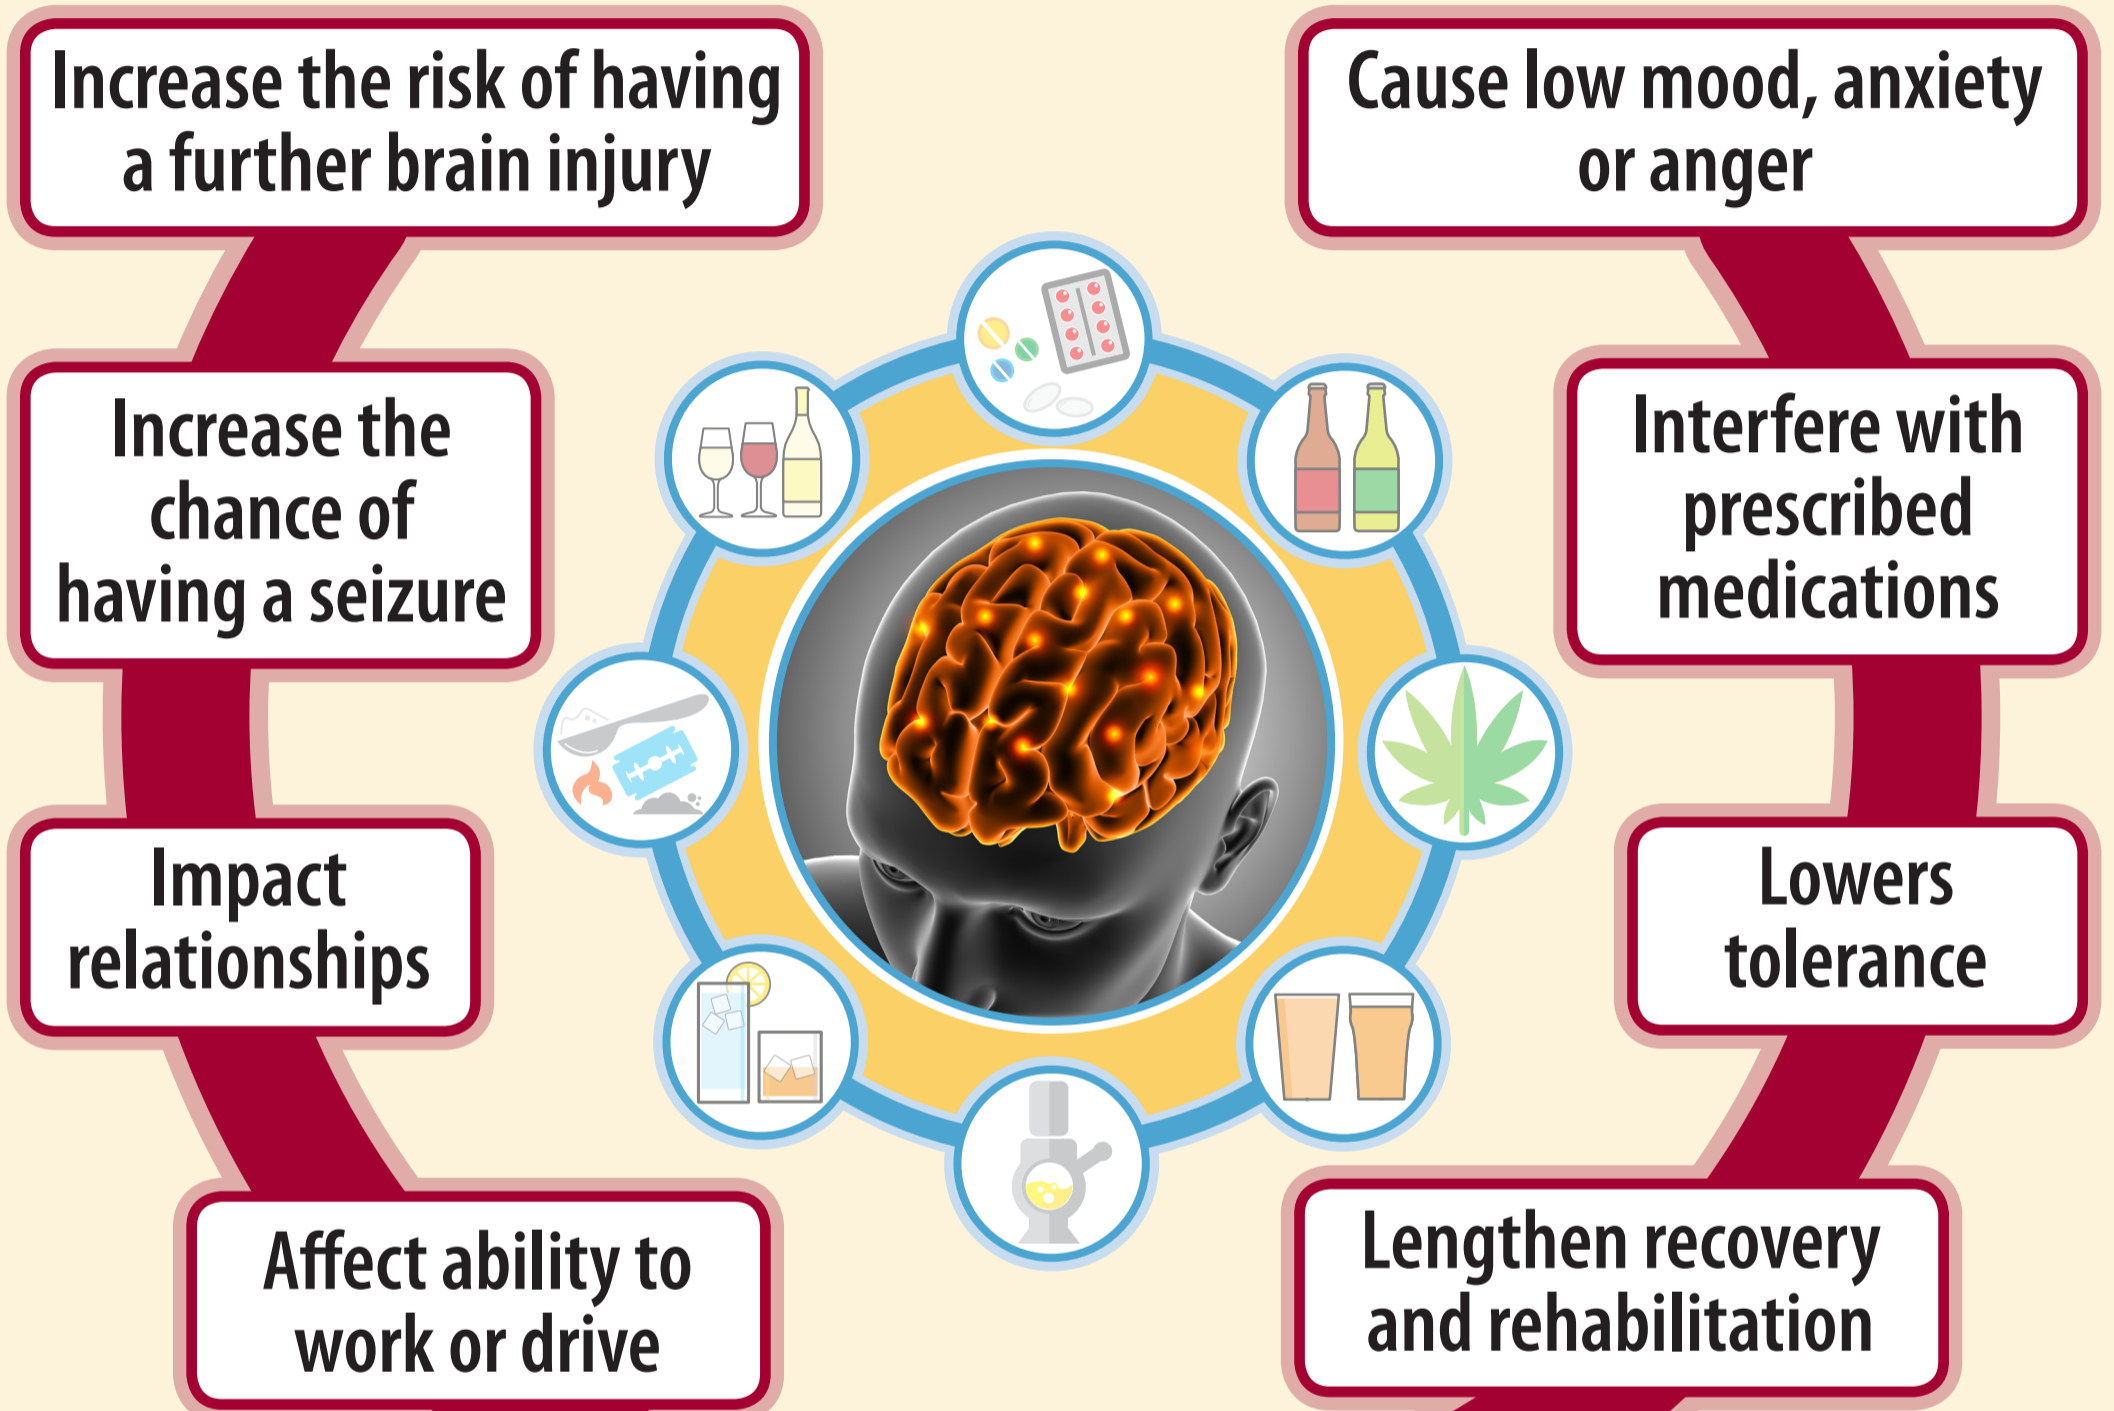 Increase the risk of having
a further brain injury
Cause low mood, anxiety
or anger
Increase the
chance of
having a seizure
Interfere with
prescribed
medications
Impact
relationships
Lowers
tolerance
Affect ability to
work or drive
Lengthen recovery
and rehabilitation